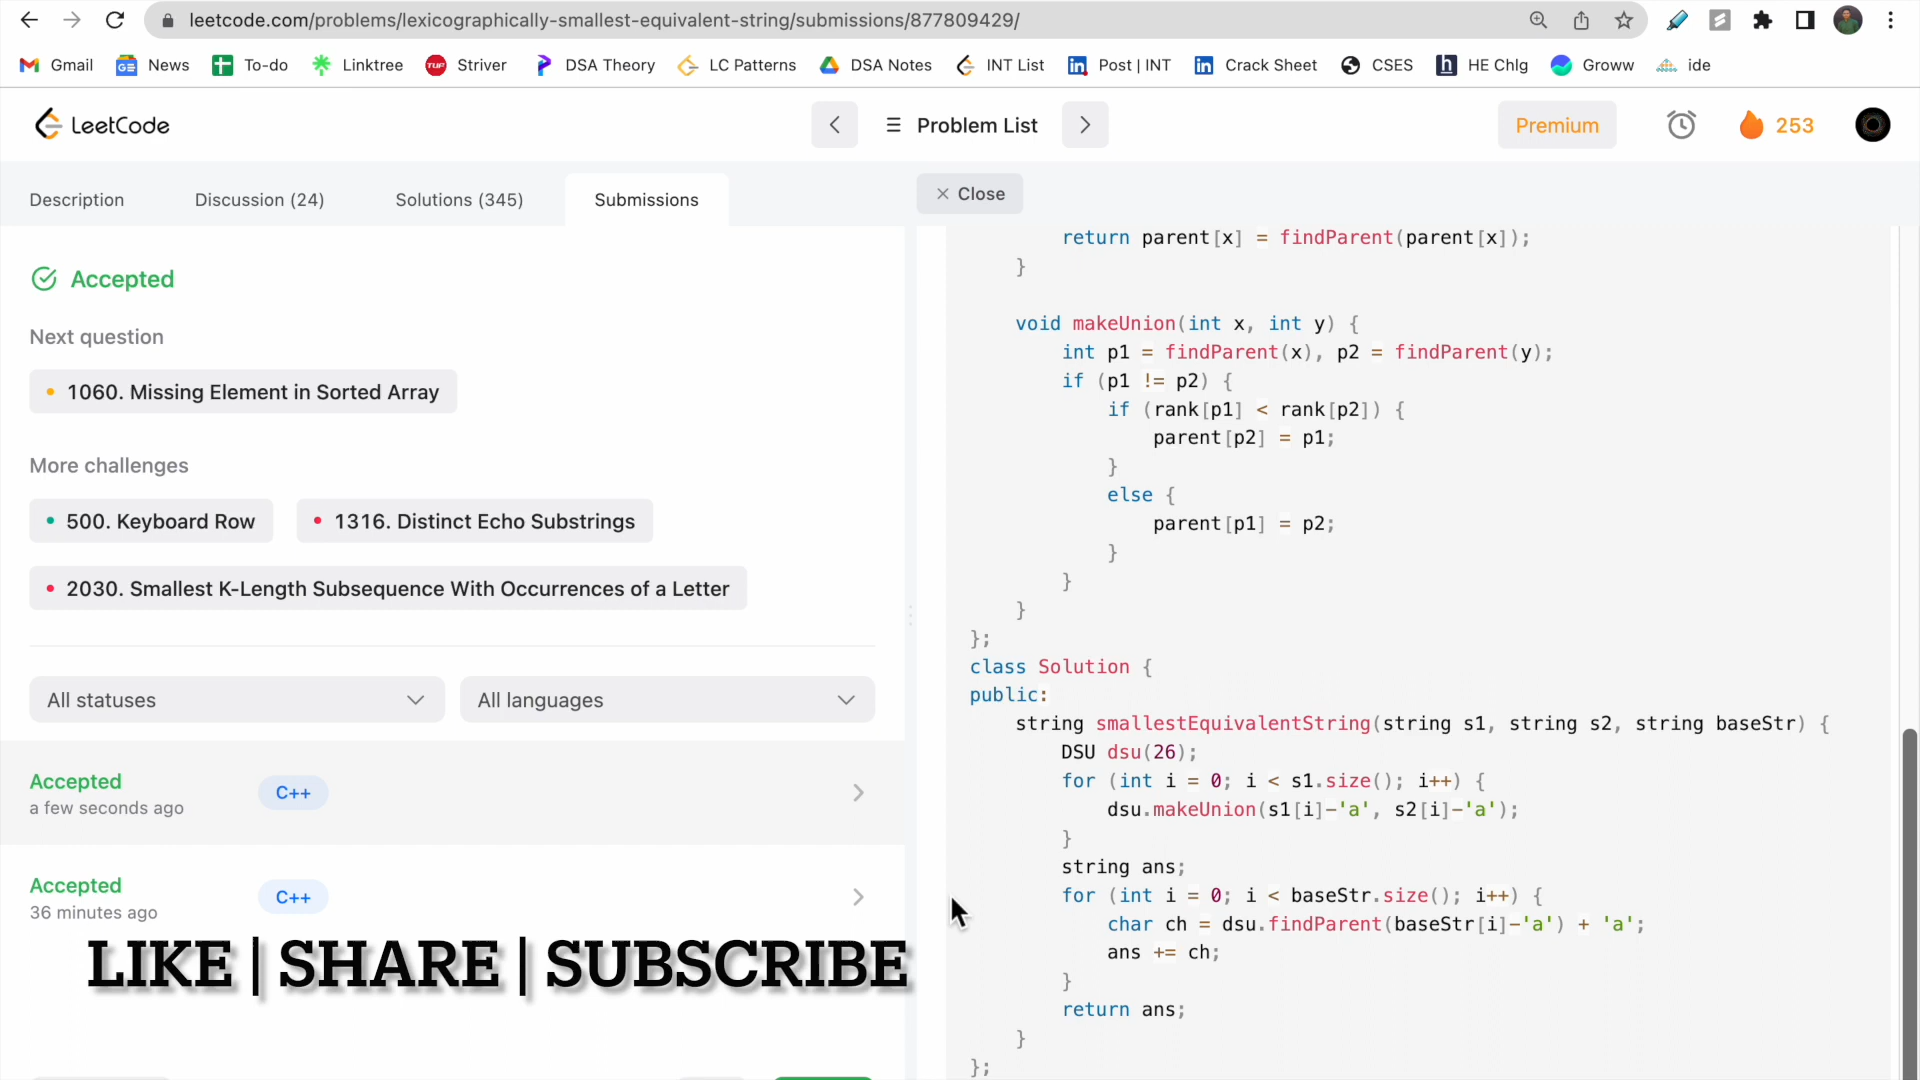 leetcode.com/problems/lexicographically-smallest-equivalent-string/submissions/877809429/
Gmail News To-do Linktree TUF Striver DSA Theory LC Patterns DSA Notes INT List Post | INT Crack Sheet CSES HE Chlg Groww ide
LeetCode
Problem List
Premium
253
Description
Discussion (24)
Solutions (345)
Submissions
Accepted
Next question
1060. Missing Element in Sorted Array
More challenges
500. Keyboard Row
1316. Distinct Echo Substrings
2030. Smallest K-Length Subsequence With Occurrences of a Letter
All statuses
All languages
Accepted
a few seconds ago
C++
Accepted
36 minutes ago
C++
LIKE | SHARE | SUBSCRIBE
× Close
return parent[x] = findParent(parent[x]);
}
void makeUnion(int x, int y) {
int p1 = findParent(x), p2 = findParent(y);
if (p1 != p2) {
if (rank[p1] < rank[p2]) {
parent[p2] = p1;
}
else {
parent[p1] = p2;
}
}
}
};
class Solution {
public:
string smallestEquivalentString(string s1, string s2, string baseStr) {
DSU dsu(26);
for (int i = 0; i < s1.size(); i++) {
dsu.makeUnion(s1[i]-'a', s2[i]-'a');
}
string ans;
for (int i = 0; i < baseStr.size(); i++) {
char ch = dsu.findParent(baseStr[i]-'a') + 'a';
ans += ch;
}
return ans;
}
};